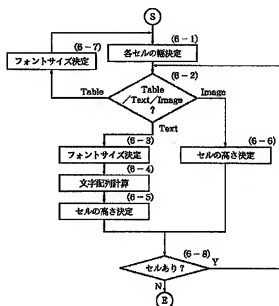 S
(6-7)
(6-1)
フォントサイズ決定
各セルの幅決定
(6-2)
Table
Table
/Text/Image
?
Image
Text
(6-3)
(6-6)
フォントサイズ決定
セルの高さ決定
(6-4)
文字配列計算
(6-5)
セルの高さ決定
(6-8)
セルあり?
Y
N
E